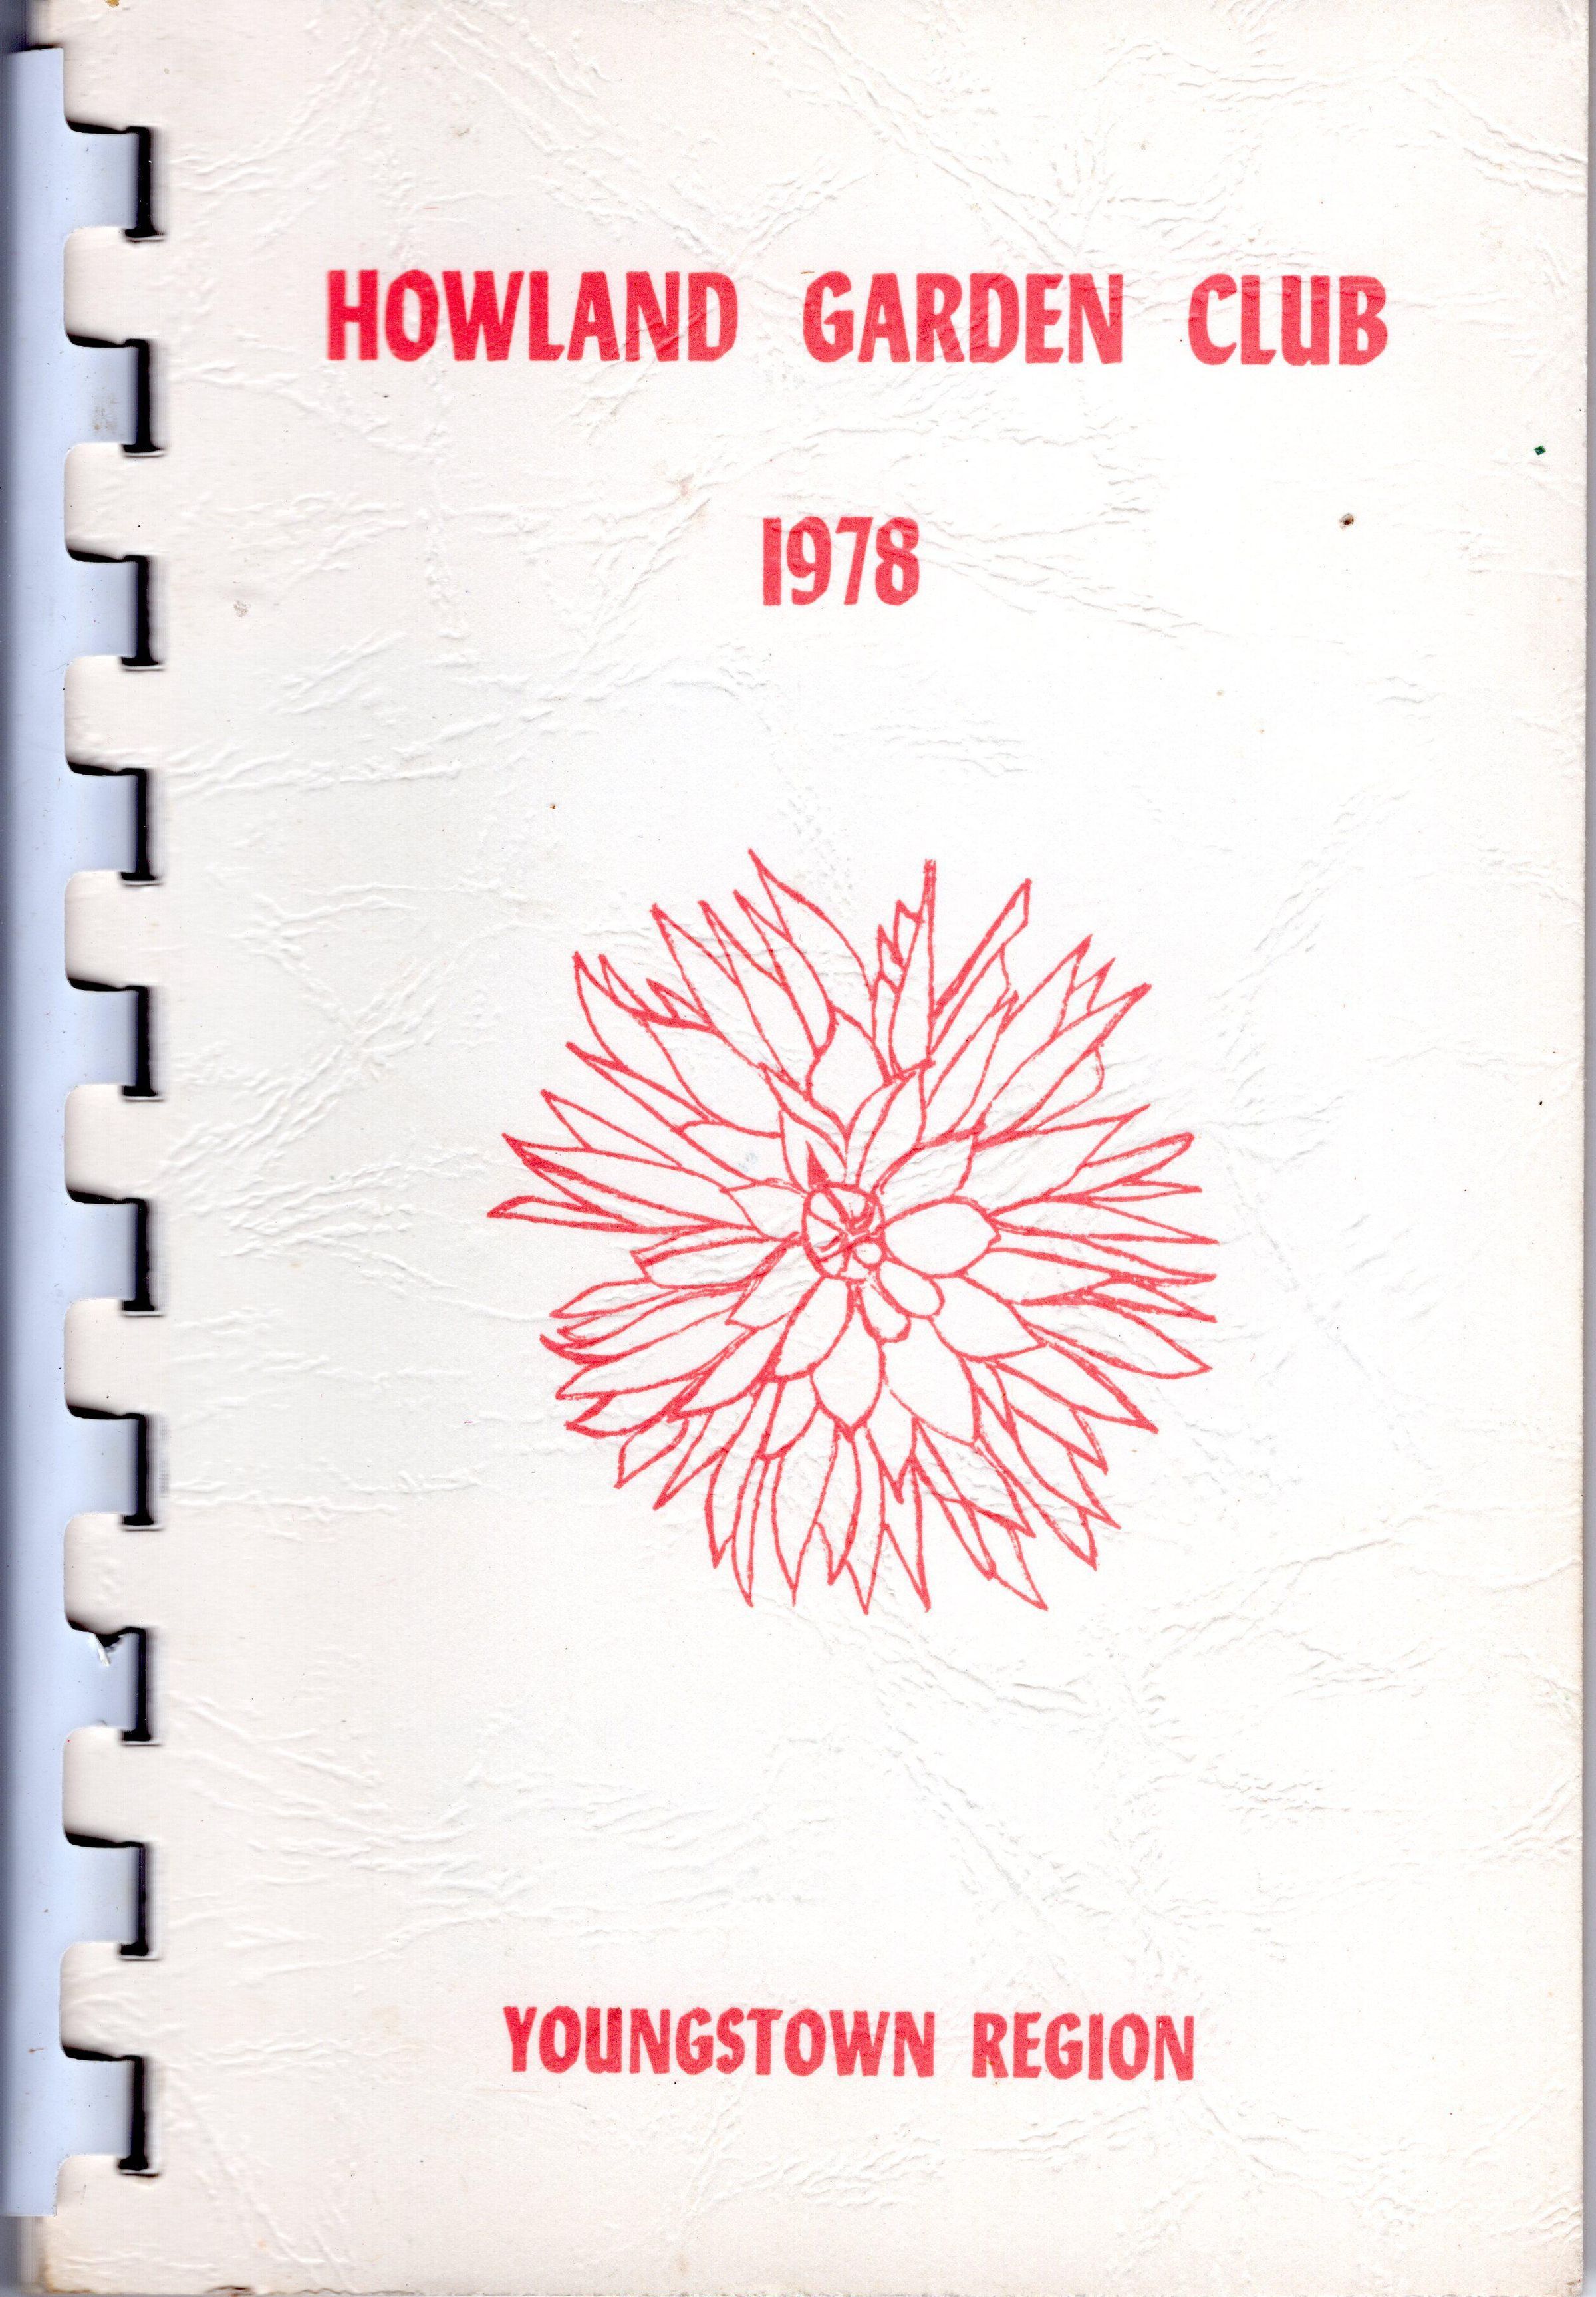 HOWLAND GARDEN CLUB
1978
YOUNGSTOWN REGION